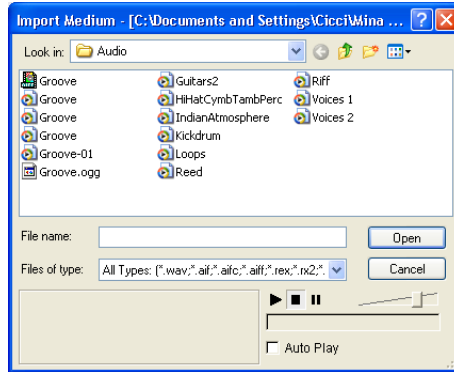 Import Medium - [C:\Documents and Settings\Cicci\Mina ...
Look in: Audio
Groove
Groove
Groove
Groove
Groove-01
Groove.ogg
Guitars2
HiHatCymbTambPerc
IndianAtmosphere
Kickdrum
Loops
Reed
Riff
Voices 1
Voices 2
File name:
Open
Files of type: All Types: (*.wav;*.aif;*.aifc;*.aiff;*.rex;*.rx2;*.
Cancel
Auto Play